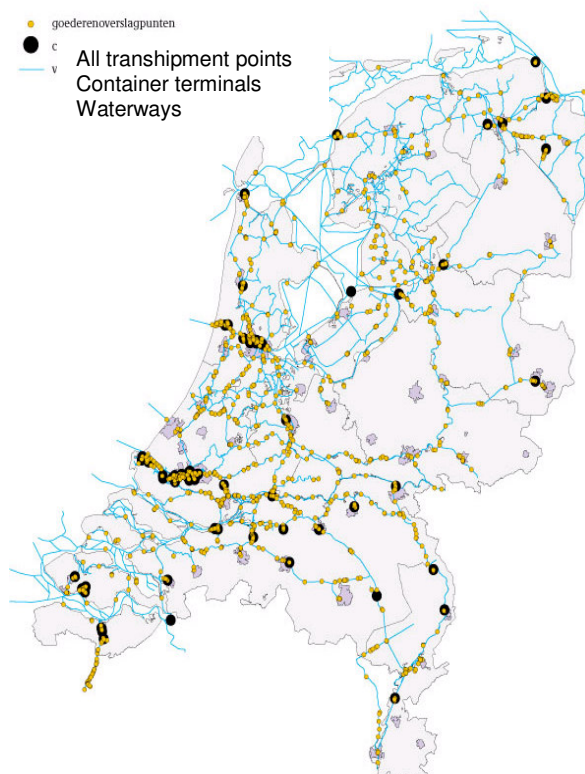 goederenoverslagpunten
c
v
All transhipment points
Container terminals
Waterways